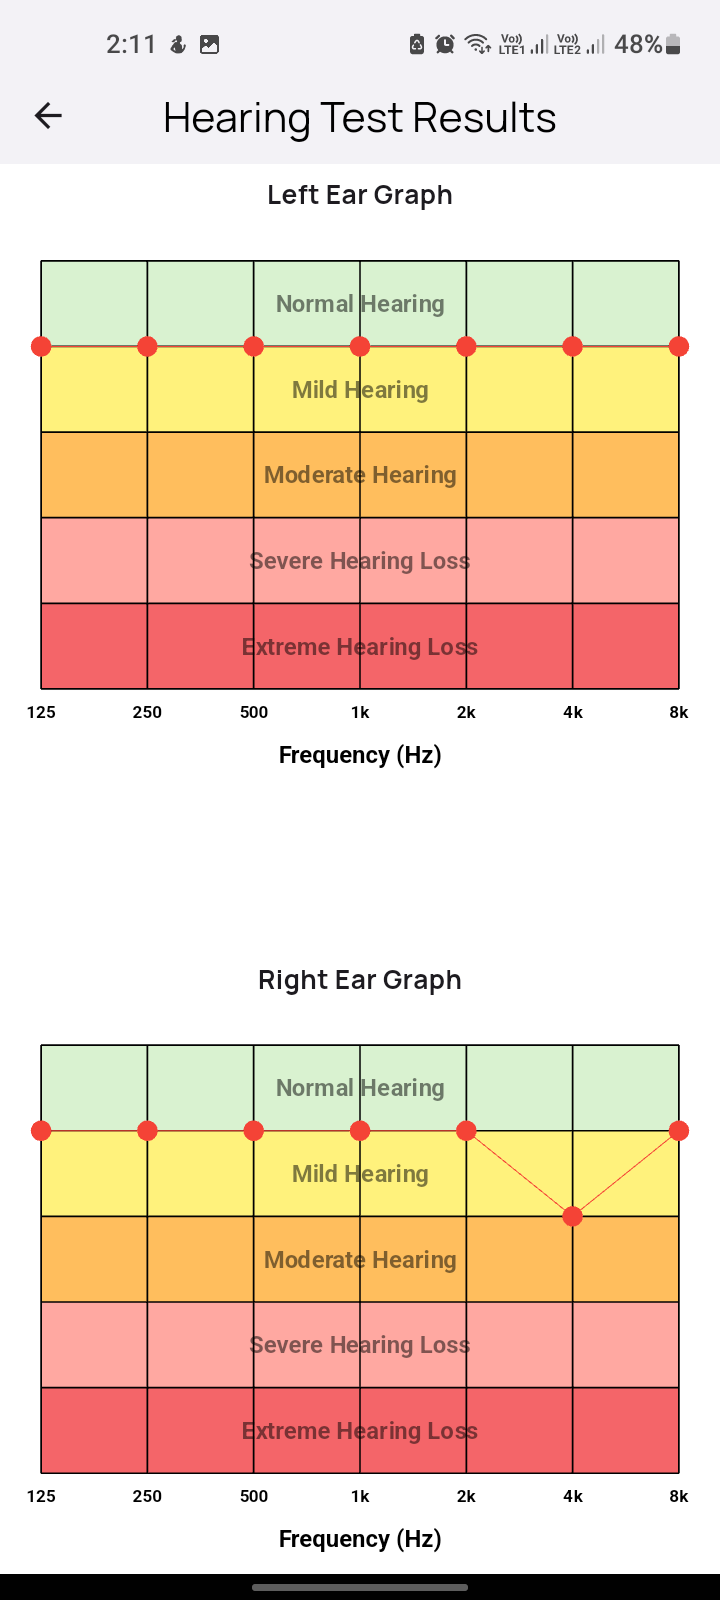 2:11 Vo)) LTE1 Vo)) LTE2 48%
Hearing Test Results
Left Ear Graph
Normal Hearing
Mild Hearing
Moderate Hearing
Severe Hearing Loss
Extreme Hearing Loss
125 250 500 1k 2k 4k 8k
Frequency (Hz)
Right Ear Graph
Normal Hearing
Mild Hearing
Moderate Hearing
Severe Hearing Loss
Extreme Hearing Loss
125 250 500 1k 2k 4k 8k
Frequency (Hz)